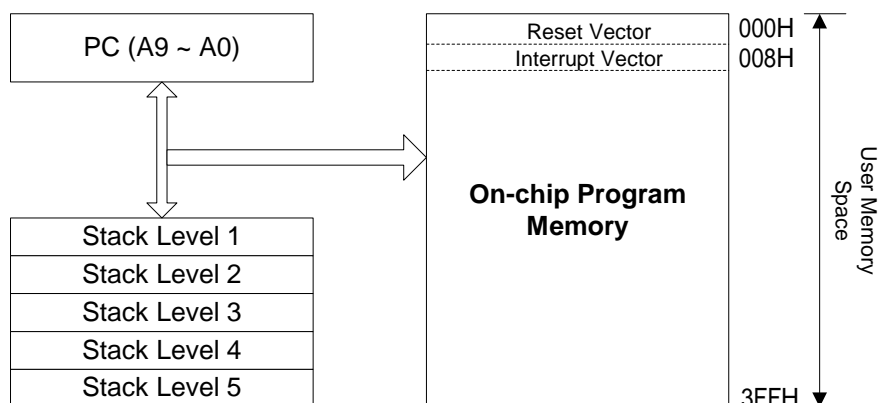 PC (A9 ~ A0)
Stack Level 1
Stack Level 2
Stack Level 3
Stack Level 4
Stack Level 5
Reset Vector
Interrupt Vector
On-chip Program
Memory
000H
008H
3FFH
User Memory
Space